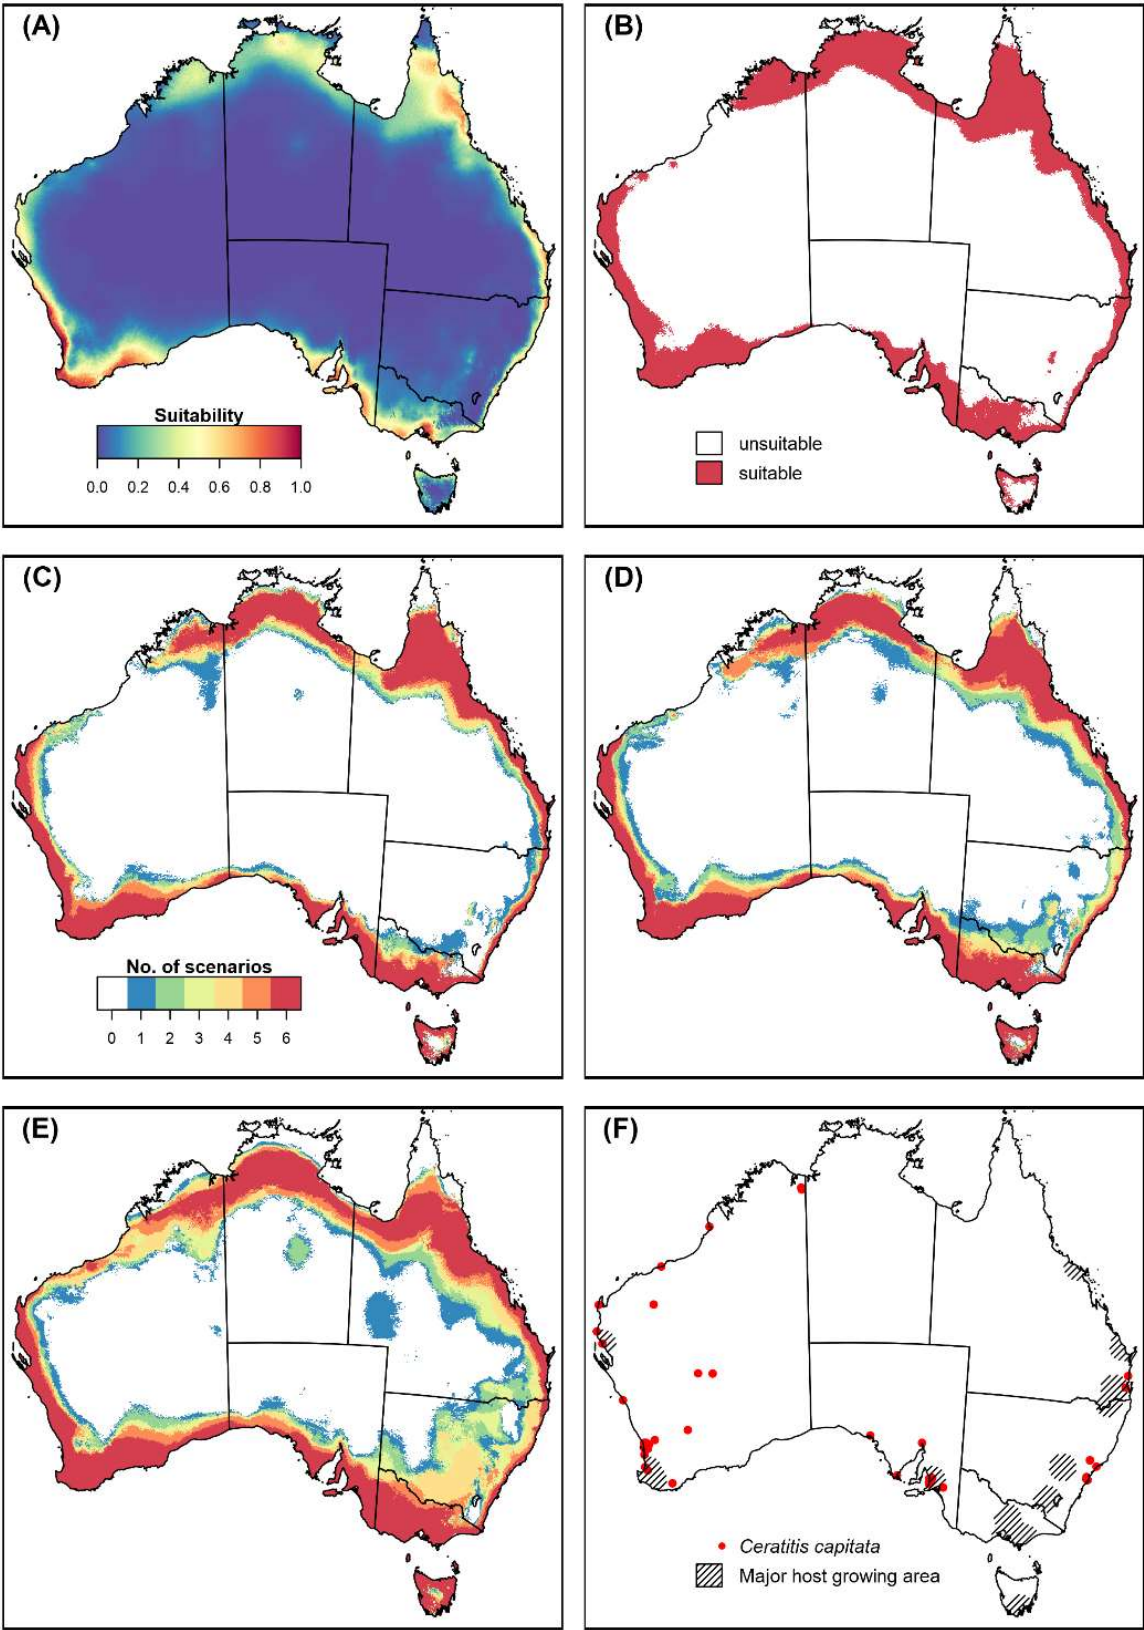 (A)
Suitability
0.0 0.2 0.4 0.6 0.8 1.0
(B)
unsuitable
suitable
(C)
No. of scenarios
0 1 2 3 4 5 6
(D)
(E)
(F)
Ceratitis capitata
Major host growing area